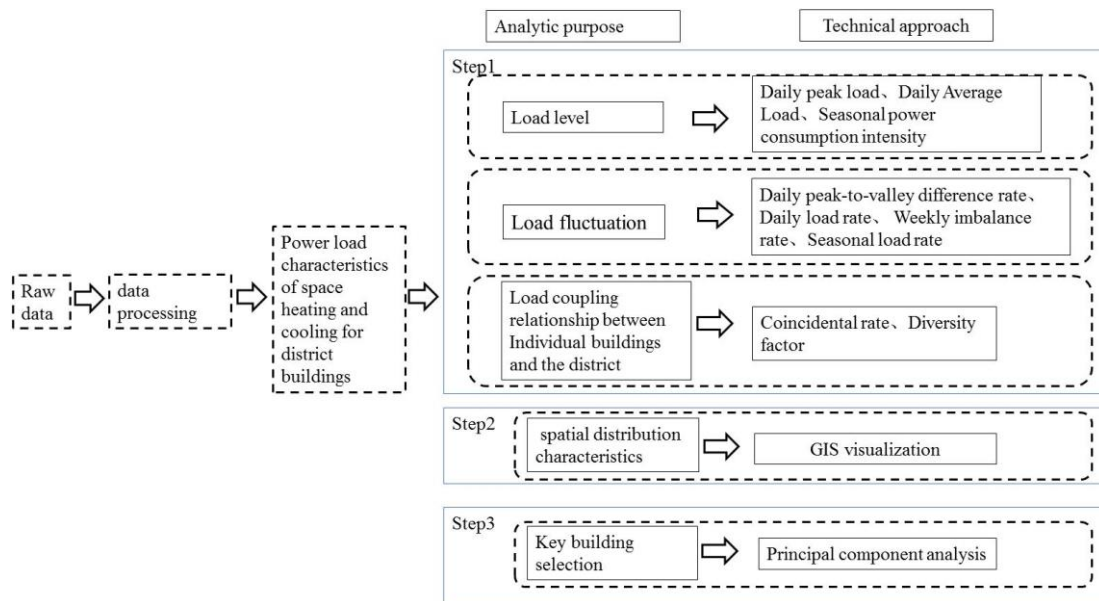 Analytic purpose
Technical approach
Step1
Load level
Daily peak load、Daily Average
Load、Seasonal power
consumption intensity
Load fluctuation
Daily peak-to-valley difference rate、
Daily load rate、 Weekly imbalance
rate、Seasonal load rate
Raw
data
data
processing
Power load
characteristics
of space
heating and
cooling for
district
buildings
Load coupling
relationship between
Individual buildings
and the district
Coincidental rate、Diversity
factor
Step2
spatial distribution
characteristics
GIS visualization
Step3
Key building
selection
Principal component analysis